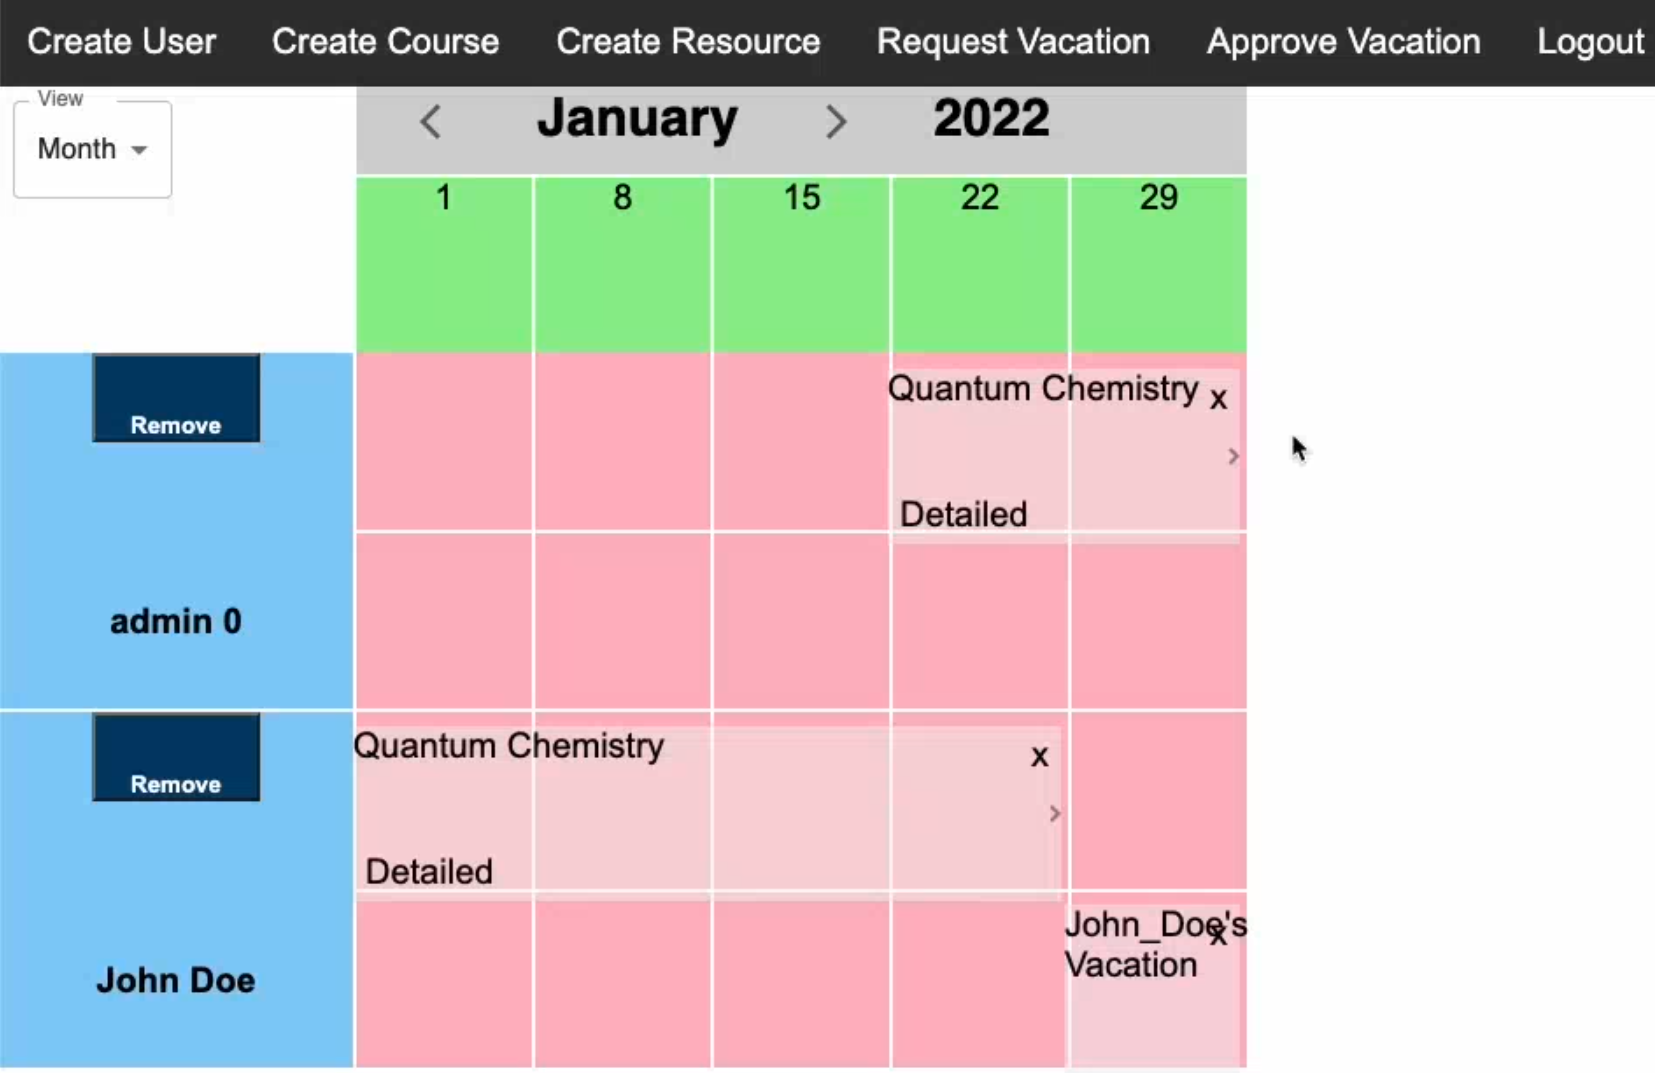 Create User Create Course Create Resource Request Vacation Approve Vacation Logout
View
Month
January 2022
1 8 15 22 29
Remove
Quantum Chemistry x
Detailed
admin 0
Remove
Quantum Chemistry x
Detailed
John_Doe's
x
Vacation
John Doe